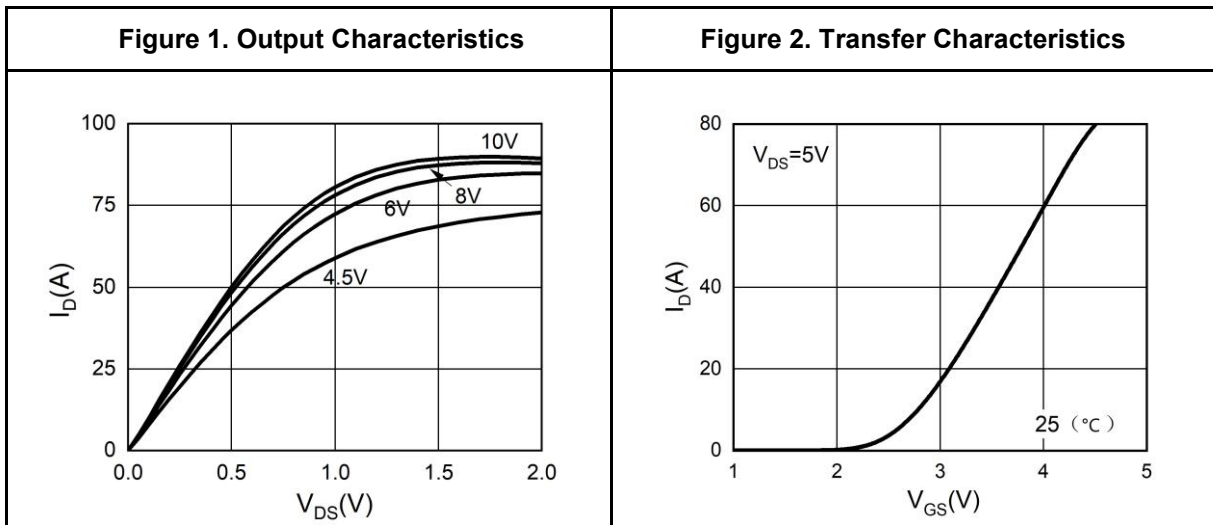 Figure 1. Output Characteristics
100
75
50
25
0
0.0 0.5 1.0 1.5 2.0
I_D(A)
V_DS(V)
10V
8V
6V
4.5V
Figure 2. Transfer Characteristics
80
60
40
20
0
1 2 3 4 5
I_D(A)
V_GS(V)
V_DS=5V
25（℃）